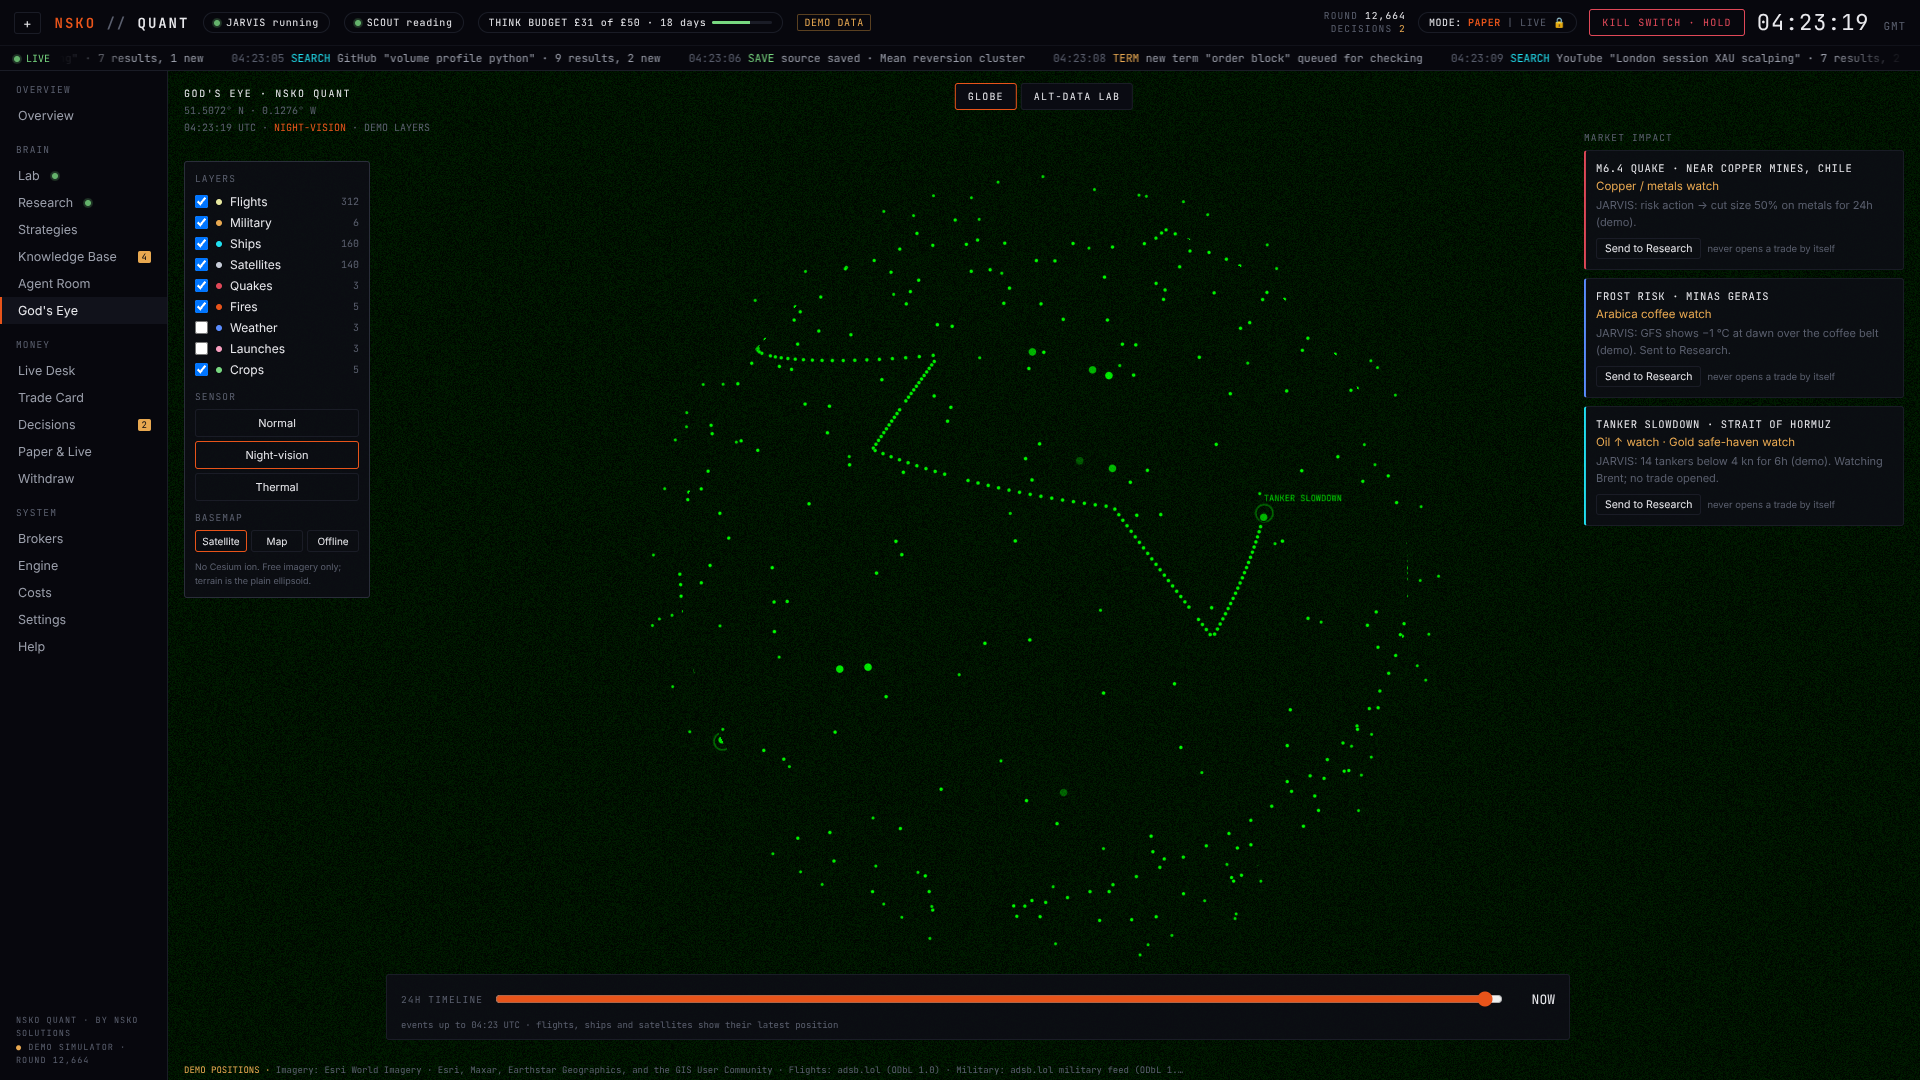 + NSKO // QUANT JARVIS running SCOUT reading THINK BUDGET £31 of £50 · 18 days DEMO DATA ROUND 12,664 DECISIONS 2 MODE: PAPER | LIVE 🔒 KILL SWITCH · HOLD 04:23:19 GMT
LIVE · 7 results, 1 new 04:23:05 SEARCH GitHub "volume profile python" · 9 results, 2 new 04:23:06 SAVE source saved · Mean reversion cluster 04:23:08 TERM new term "order block" queued for checking 04:23:09 SEARCH YouTube "London session XAU scalping" · 7 results, 2
OVERVIEW
Overview
BRAIN
Lab
Research
Strategies
Knowledge Base 4
Agent Room
God's Eye
MONEY
Live Desk
Trade Card
Decisions 2
Paper & Live
Withdraw
SYSTEM
Brokers
Engine
Costs
Settings
Help
NSKO QUANT · BY NSKO
SOLUTIONS
DEMO SIMULATOR ·
ROUND 12,664
GOD'S EYE · NSKO QUANT
51.5072° N · 0.1276° W
04:23:19 UTC · NIGHT-VISION · DEMO LAYERS
GLOBE ALT-DATA LAB
LAYERS
Flights 312
Military 6
Ships 160
Satellites 140
Quakes 3
Fires 5
Weather 3
Launches 3
Crops 5
SENSOR
Normal
Night-vision
Thermal
BASEMAP
Satellite Map Offline
No Cesium ion. Free imagery only;
terrain is the plain ellipsoid.
TANKER SLOWDOWN
MARKET IMPACT
M6.4 QUAKE · NEAR COPPER MINES, CHILE
Copper / metals watch
JARVIS: risk action → cut size 50% on metals for 24h
(demo).
Send to Research never opens a trade by itself
FROST RISK · MINAS GERAIS
Arabica coffee watch
JARVIS: GFS shows −1 °C at dawn over the coffee belt
(demo). Sent to Research.
Send to Research never opens a trade by itself
TANKER SLOWDOWN · STRAIT OF HORMUZ
Oil ↑ watch · Gold safe-haven watch
JARVIS: 14 tankers below 4 kn for 6h (demo). Watching
Brent; no trade opened.
Send to Research never opens a trade by itself
24H TIMELINE NOW
events up to 04:23 UTC · flights, ships and satellites show their latest position
DEMO POSITIONS · Imagery: Esri World Imagery · Esri, Maxar, Earthstar Geographics, and the GIS User Community · Flights: adsb.lol (ODbL 1.0) · Military: adsb.lol military feed (ODbL 1.…